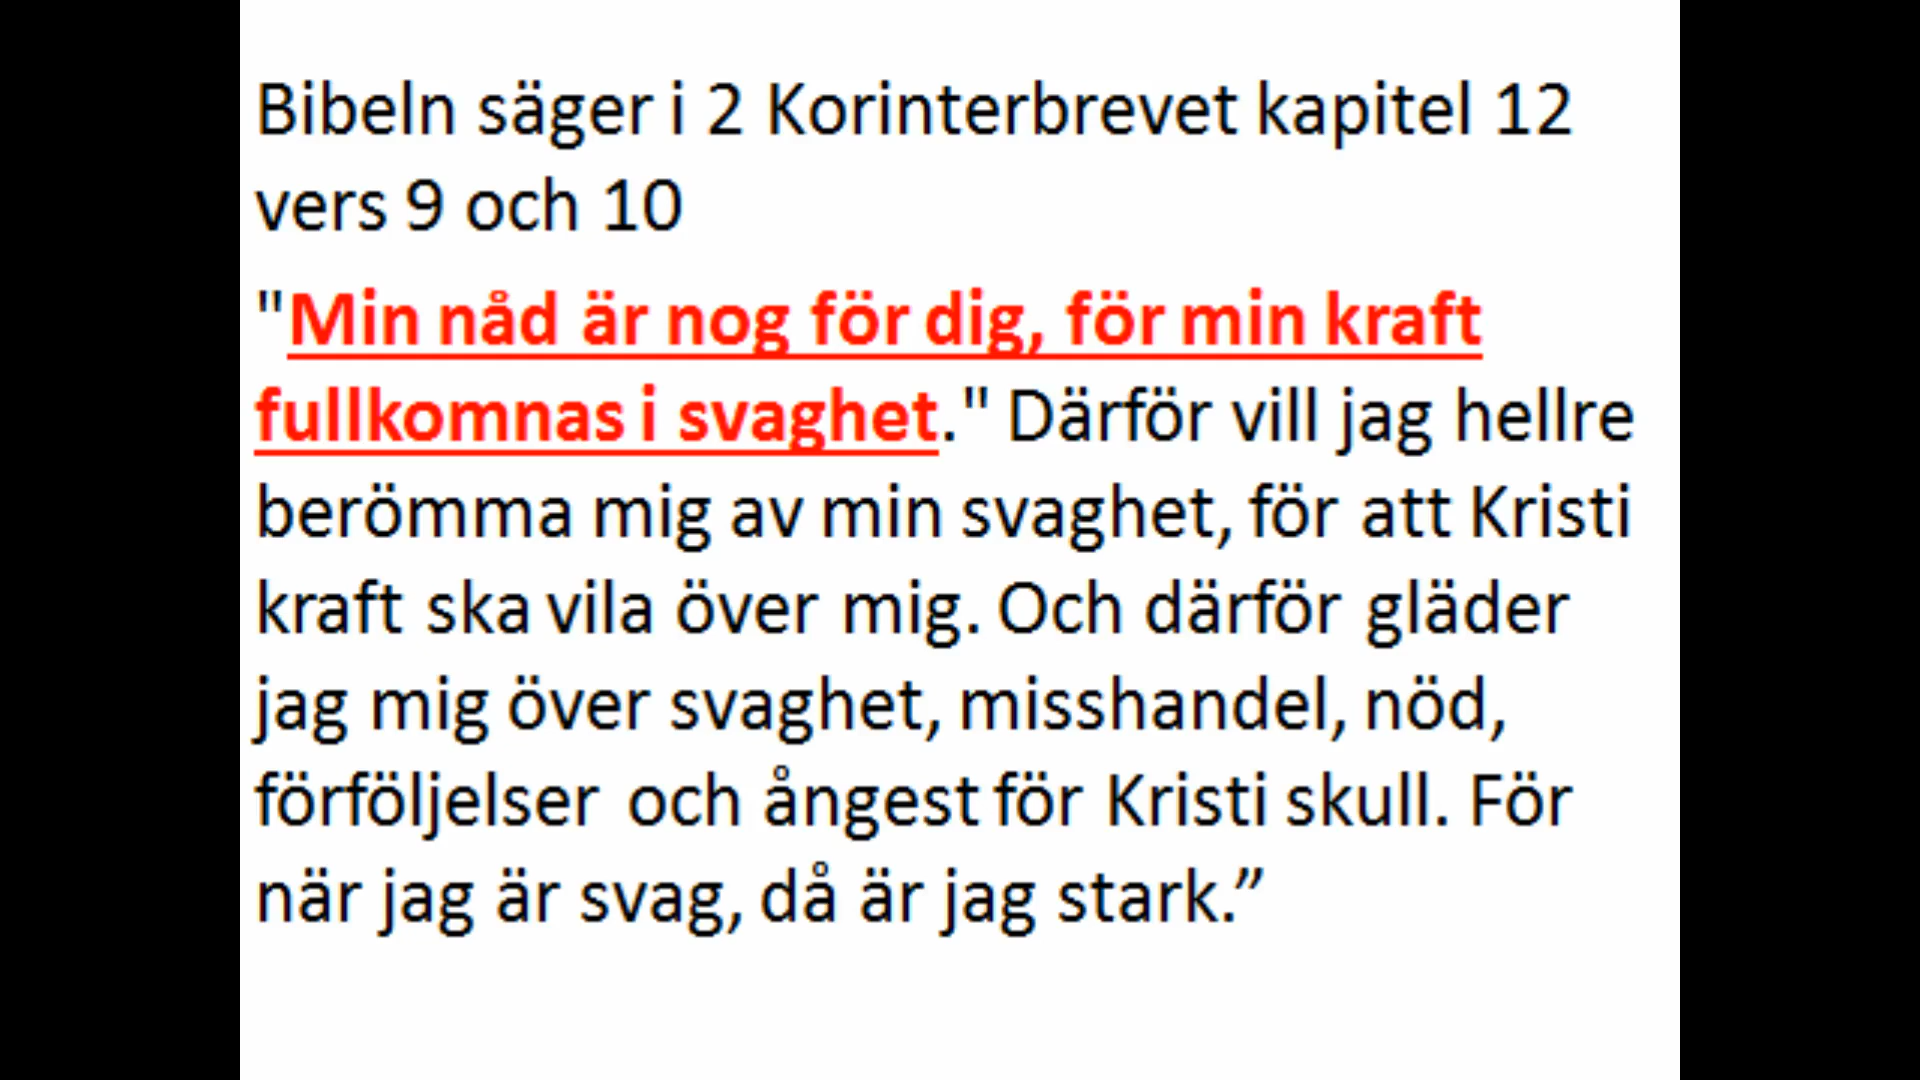 Bibeln säger i 2 Korinterbrevet kapitel 12
vers 9 och 10
"Min nåd är nog för dig, för min kraft
fullkomnas i svaghet." Därför vill jag hellre
berömma mig av min svaghet, för att Kristi
kraft ska vila över mig. Och därför gläder
jag mig över svaghet, misshandel, nöd,
förföljelser och ångest för Kristi skull. För
när jag är svag, då är jag stark.”